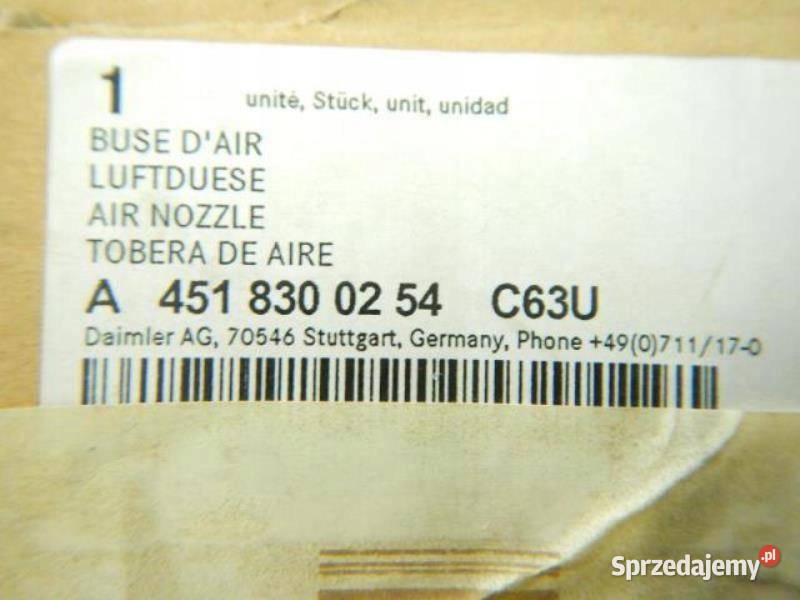 1 unité, Stück, unit, unidad
BUSE D'AIR
LUFTDUESE
AIR NOZZLE
TOBERA DE AIRE
A 451 830 02 54 C63U
Daimler AG, 70546 Stuttgart, Germany, Phone +49(0)711/17-0
Sprzedajemy.pl